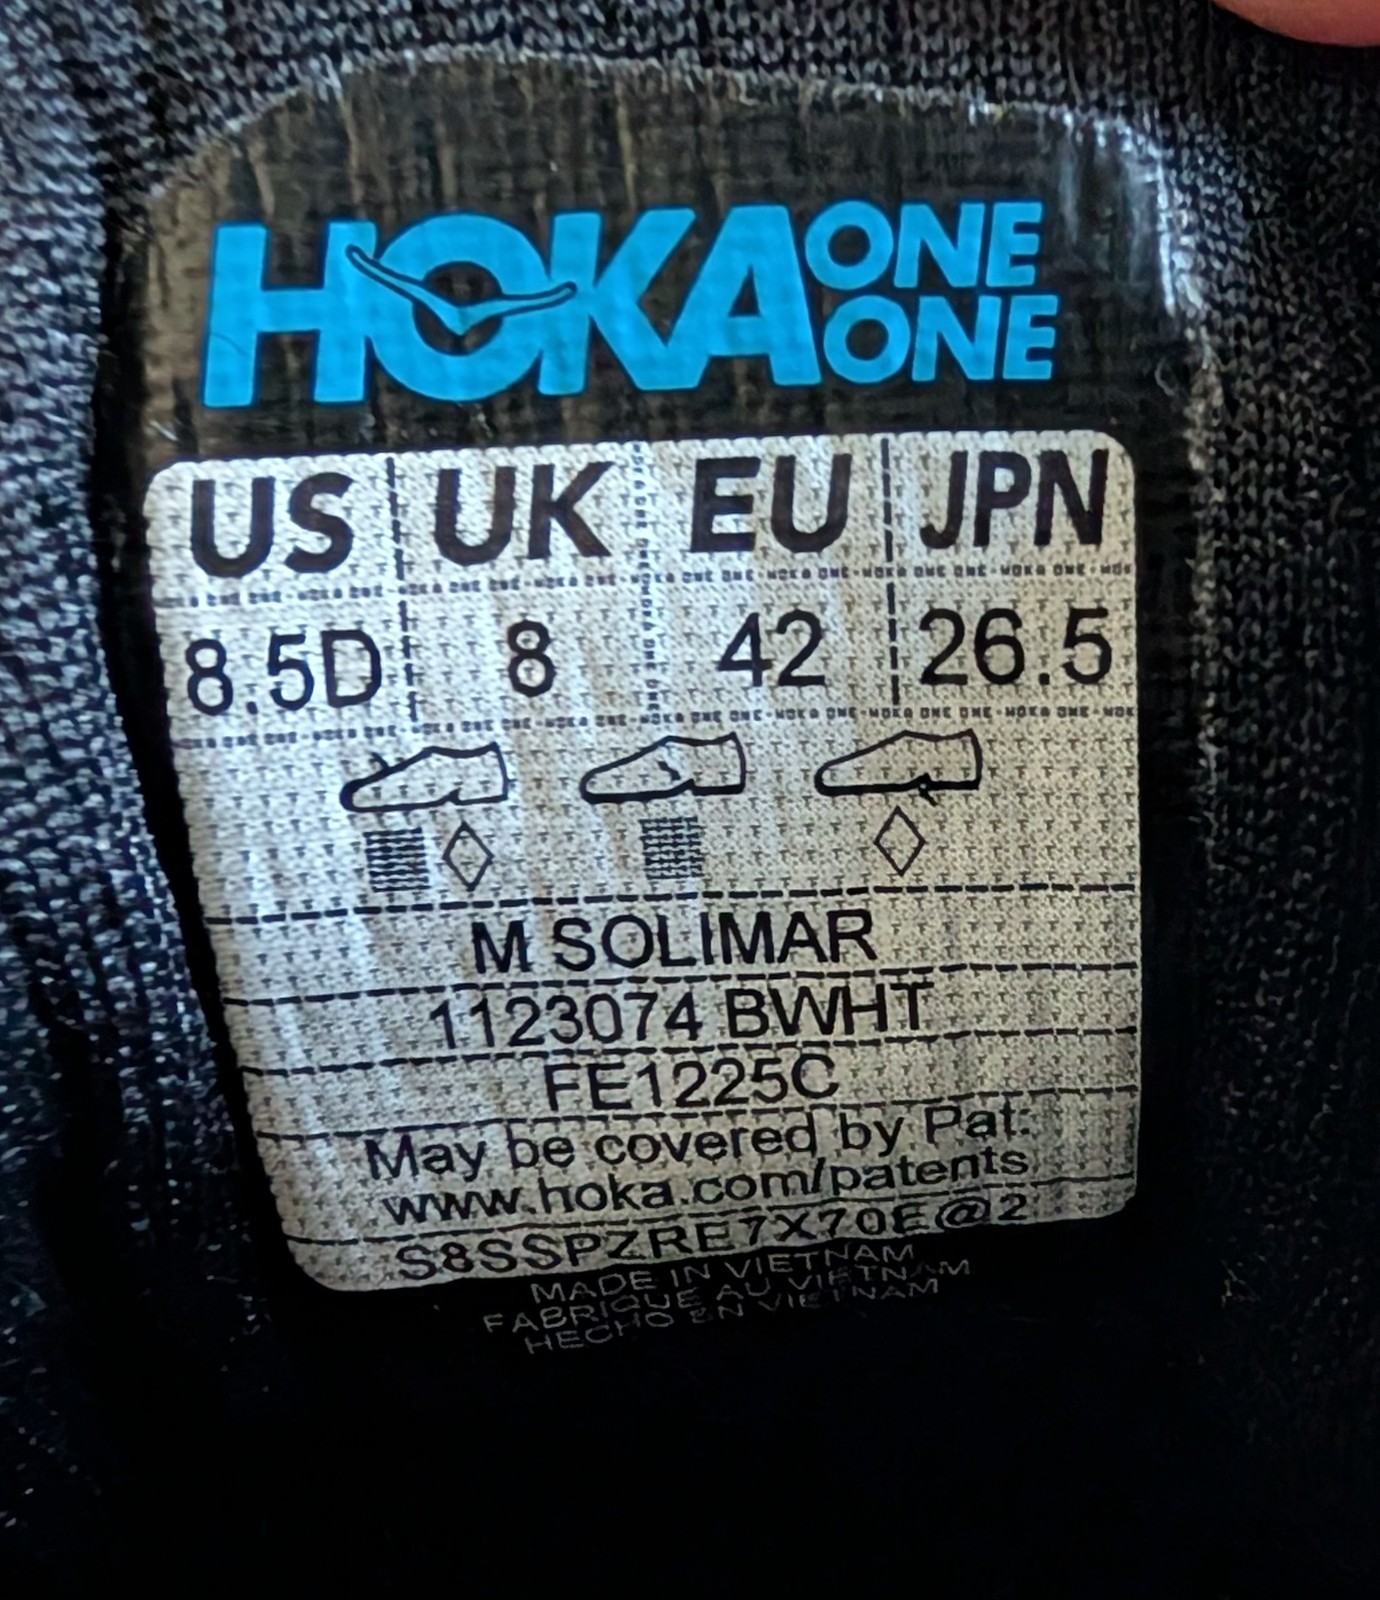 HOKA ONE ONE
US UK EU JPN
8.5D 8 42 26.5
M SOLIMAR
1123074 BWHT
FE1225C
May be covered by Pat:
www.hoka.com/patents
S8SSPZRE7X70E@2
MADE IN VIETNAM
FABRIQUE AU VIETNAM
HECHO EN VIETNAM